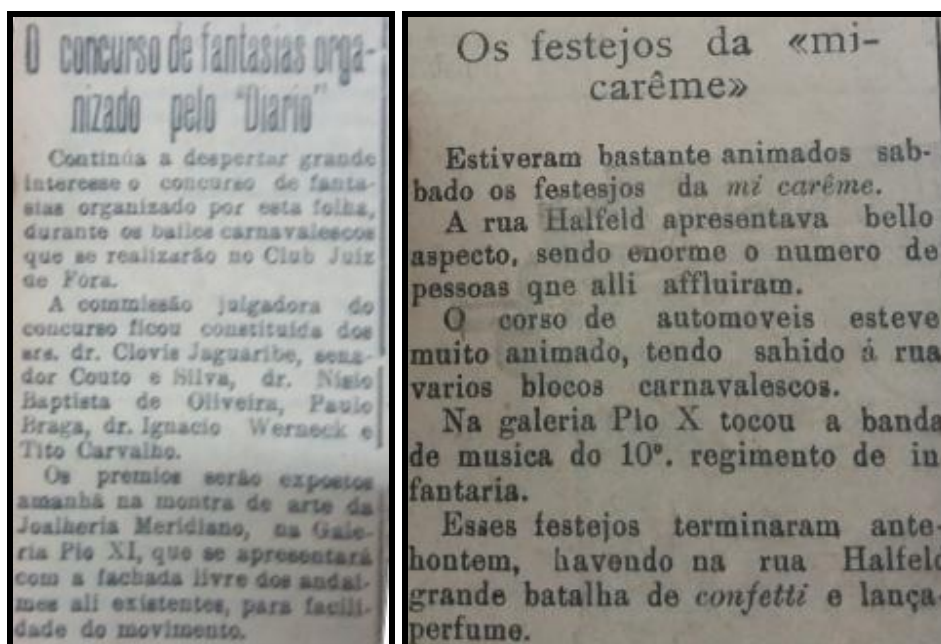 O concurso de fantasias orga-
nizado pelo "Diario"
Continúa a despertar grande
interesse o concurso de fanta-
sias organizado por esta folha,
durante os bailes carnavalescos
que se realizarão no Club Juiz
de Fora.
A commissão julgadora do
concurso ficou constituida dos
srs. dr. Clovis Jaguaribe, sena-
dor Couto e Silva, dr. Nisio
Baptista de Oliveira, Paulo
Braga, dr. Ignacio Werneck e
Tito Carvalho.
Os premios serão expostos
amanhã na montra de arte da
Joalheria Meridiano, na Gale-
ria Pio XI, que se apresentará
com a fachada livre dos andai-
mes ali existentes, para facili-
dade do movimento.
Os festejos da «mi-
carême»
Estiveram bastante animados sab-
bado os festesjos da mi carême.
A rua Halfeld apresentava bello
aspecto, sendo enorme o numero de
pessoas qne alli affluiram.
O corso de automoveis esteve
muito animado, tendo sahido á rua
varios blocos carnavalescos.
Na galeria Pio X tocou a banda
de musica do 10º. regimento de in
fantaria.
Esses festejos terminaram ante-
hontem, havendo na rua Halfeld
grande batalha de confetti e lança-
perfume.